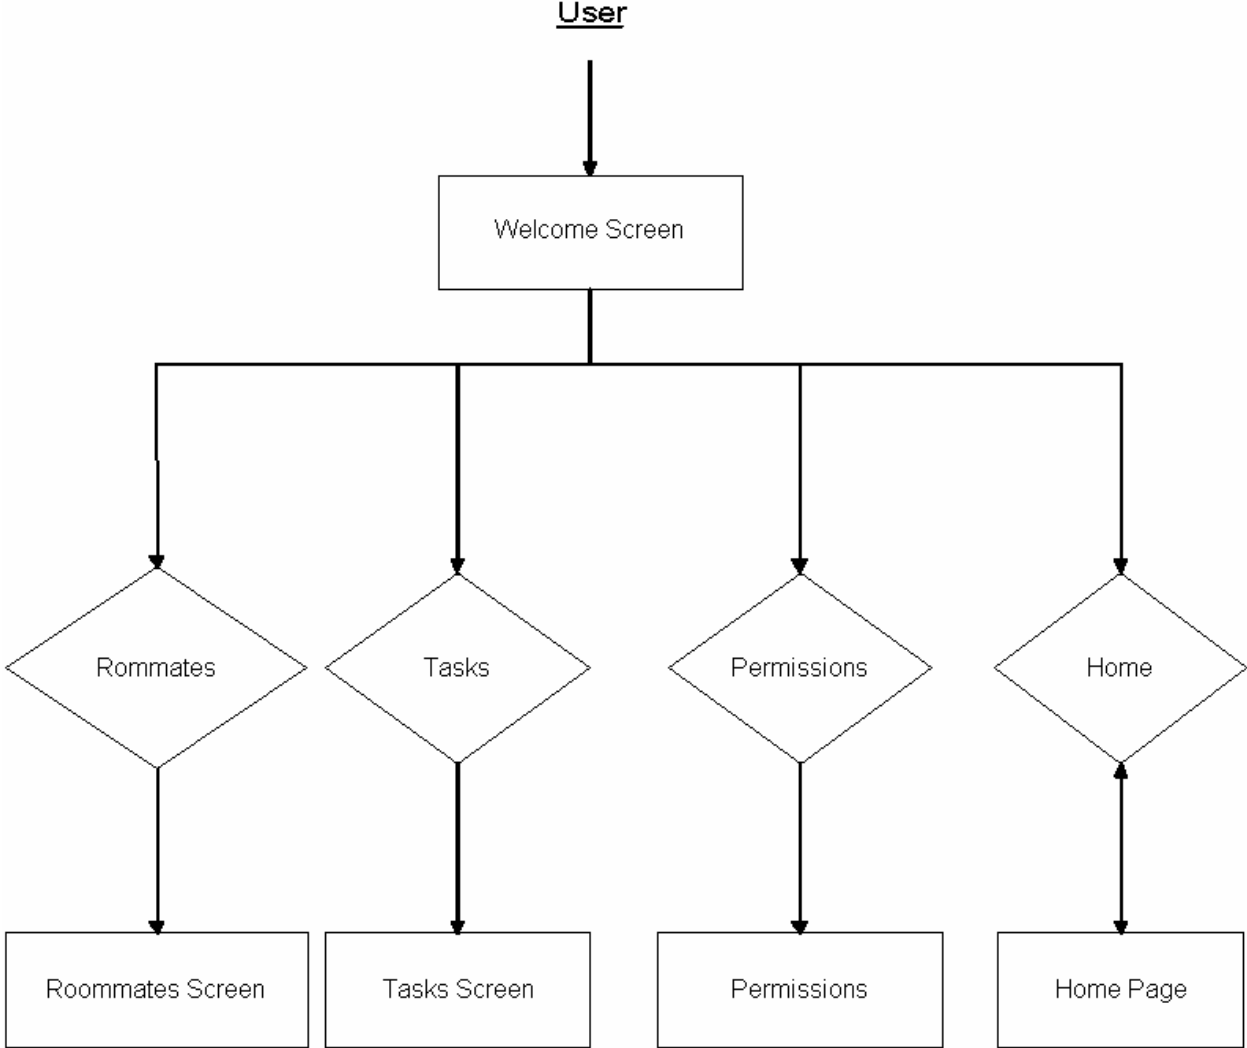 User
Welcome Screen
Rommates
Tasks
Permissions
Home
Roommates Screen
Tasks Screen
Permissions
Home Page